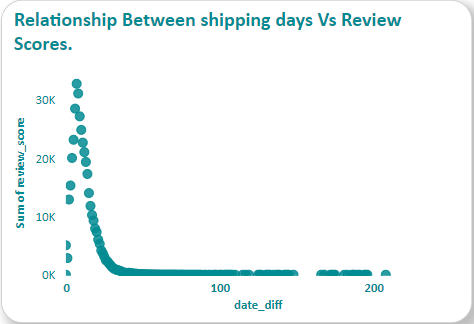 Relationship Between shipping days Vs Review
Scores.
Sum of review_score
30K
20K
10K
0K
0
100
200
date_diff